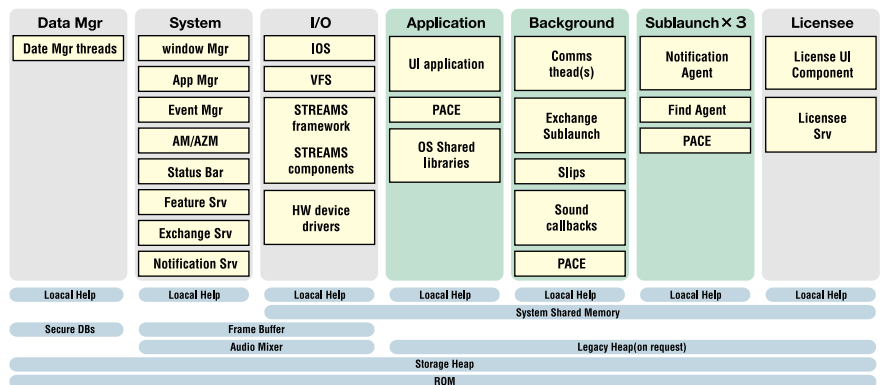 Data Mgr
Date Mgr threads
System
window Mgr
App Mgr
Event Mgr
AM/AZM
Status Bar
Feature Srv
Exchange Srv
Notification Srv
I/O
IOS
VFS
STREAMS
framework
STREAMS
components
HW device
drivers
Application
UI application
PACE
OS Shared
libraries
Background
Comms
thead(s)
Exchange
Sublaunch
Slips
Sound
callbacks
PACE
Sublaunch×3
Notification
Agent
Find Agent
PACE
Licensee
License UI
Component
Licensee
Srv
Loacal Help
Loacal Help
Loacal Help
Loacal Help
Loacal Help
Loacal Help
Loacal Help
System Shared Memory
Secure DBs
Frame Buffer
Audio Mixer
Legacy Heap(on request)
Storage Heap
ROM